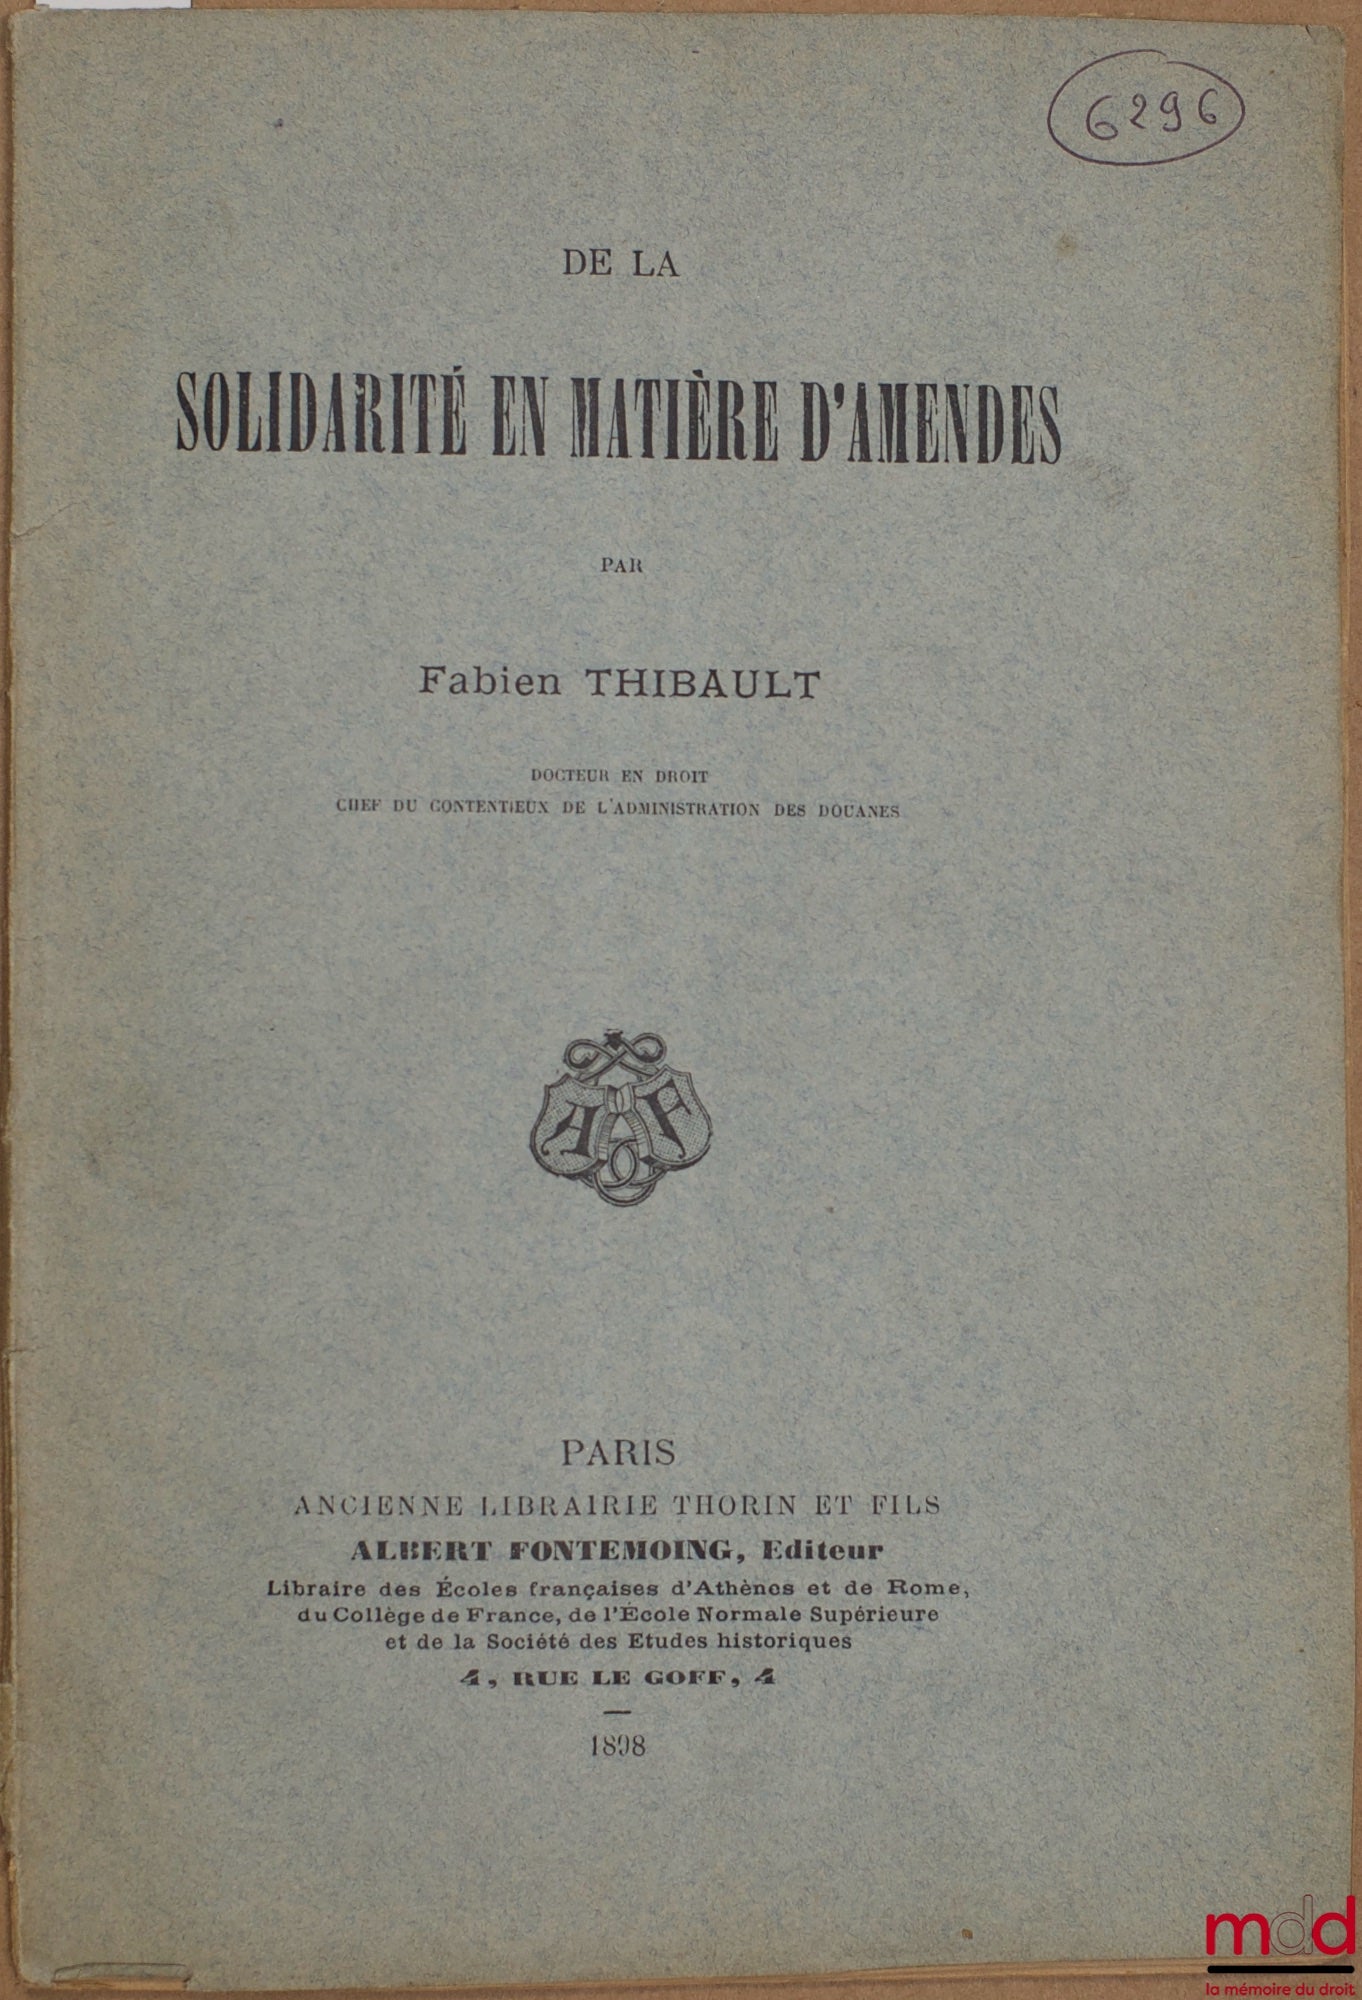 6296
DE LA
SOLIDARITÉ EN MATIÈRE D'AMENDES
PAR
Fabien THIBAULT
DOCTEUR EN DROIT
CHEF DU CONTENTIEUX DE L'ADMINISTRATION DES DOUANES
A F
PARIS
ANCIENNE LIBRAIRIE THORIN ET FILS
ALBERT FONTEMOING, Editeur
Libraire des Écoles françaises d'Athènes et de Rome,
du Collège de France, de l'École Normale Supérieure
et de la Société des Etudes historiques
4, RUE LE GOFF, 4
1898
mdd
la mémoire du droit